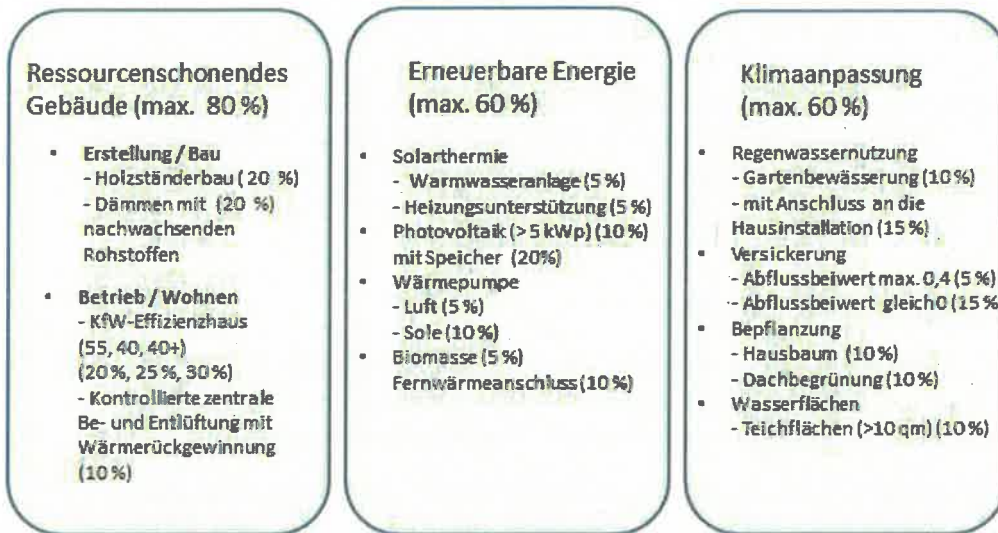 Ressourcenschonendes
Gebäude (max. 80 %)
• Erstellung / Bau
- Holzständerbau ( 20 %)
- Dämmen mit (20 %)
nachwachsenden
Rohstoffen
• Betrieb / Wohnen
- KfW-Effizienzhaus
(55, 40, 40+)
(20 %, 25 %, 30 %)
- Kontrollierte zentrale
Be- und Entlüftung mit
Wärmerückgewinnung
(10 %)
Erneuerbare Energie
(max. 60 %)
• Solarthermie
- Warmwasseranlage (5 %)
- Heizungsunterstützung (5 %)
• Photovoltaik (> 5 kWp) (10 %)
mit Speicher (20%)
• Wärmepumpe
- Luft (5 %)
- Sole (10 %)
• Biomasse (5 %)
Fernwärmeanschluss (10 %)
Klimaanpassung
(max. 60 %)
• Regenwassernutzung
- Gartenbewässerung (10 %)
- mit Anschluss an die
Hausinstallation (15 %)
• Versickerung
- Abflussbeiwert max. 0,4 (5 %)
- Abflussbeiwert gleich 0 (15 %
• Bepflanzung
- Hausbaum (10 %)
- Dachbegrünung (10 %)
• Wasserflächen
- Teichflächen (>10 qm) (10 %)